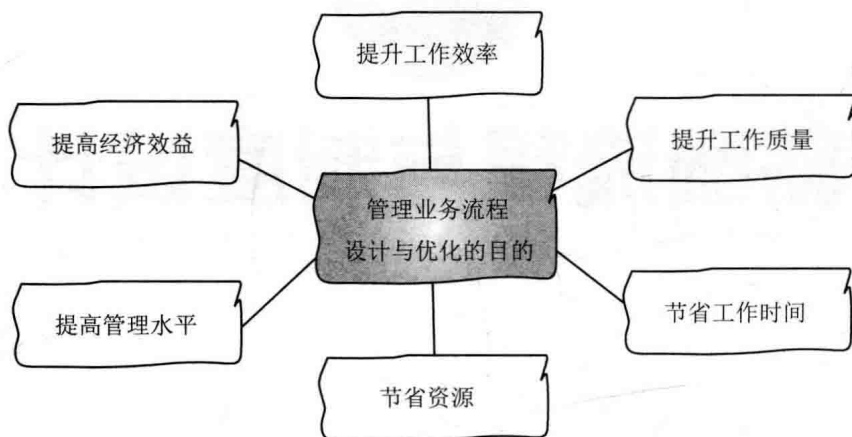 提升工作效率
提高经济效益
提升工作质量
管理业务流程
设计与优化的目的
提高管理水平
节省工作时间
节省资源